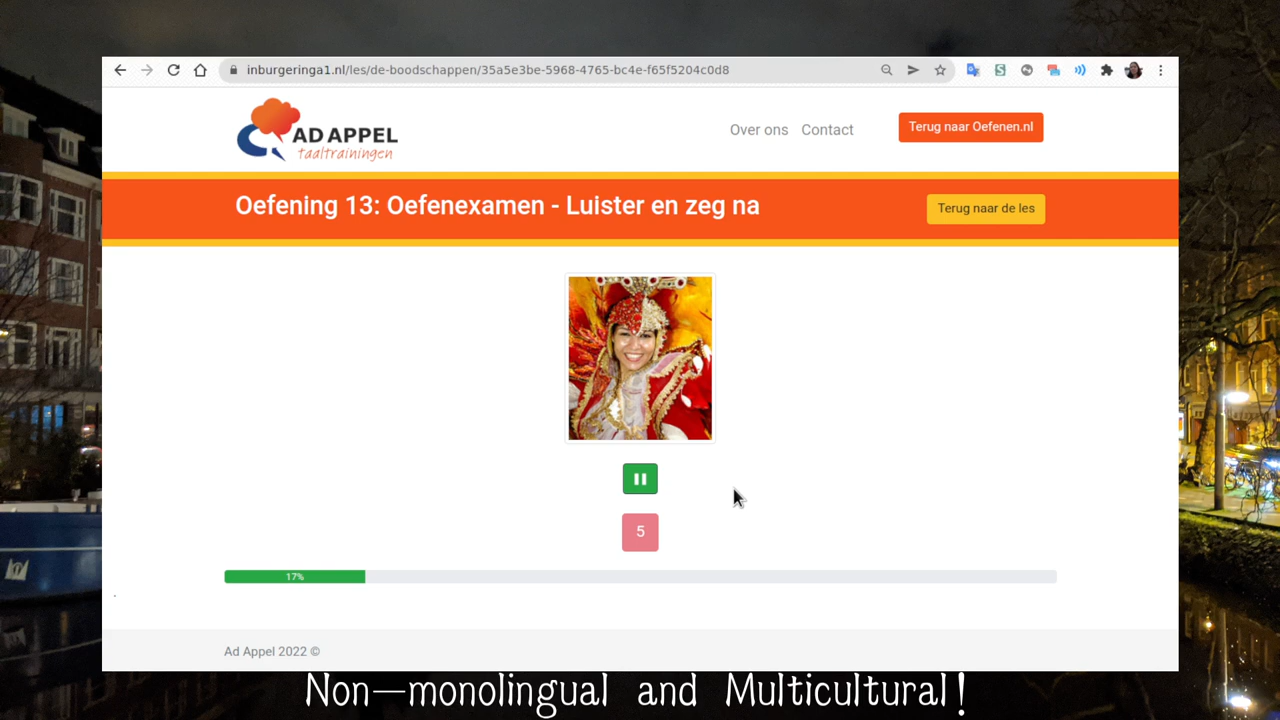 inburgeringa1.nl/les/de-boodschappen/35a5e3be-5968-4765-bc4e-f65f5204c0d8
AD APPEL
taaltrainingen
Over ons
Contact
Terug naar Oefenen.nl
Oefening 13: Oefenexamen - Luister en zeg na
Terug naar de les
5
17%
Ad Appel 2022 ©
Non-monolingual and Multicultural!